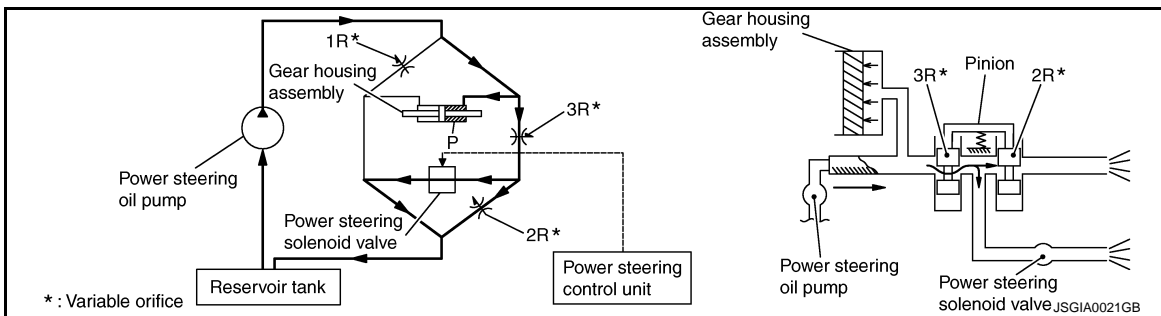 1R*
Gear housing
assembly
3R*
P
Power steering
oil pump
Power steering
solenoid valve
2R*
Reservoir tank
Power steering
control unit
* : Variable orifice
Gear housing
assembly
Pinion
3R*
2R*
Power steering
oil pump
Power steering
solenoid valve
JSGIA0021GB